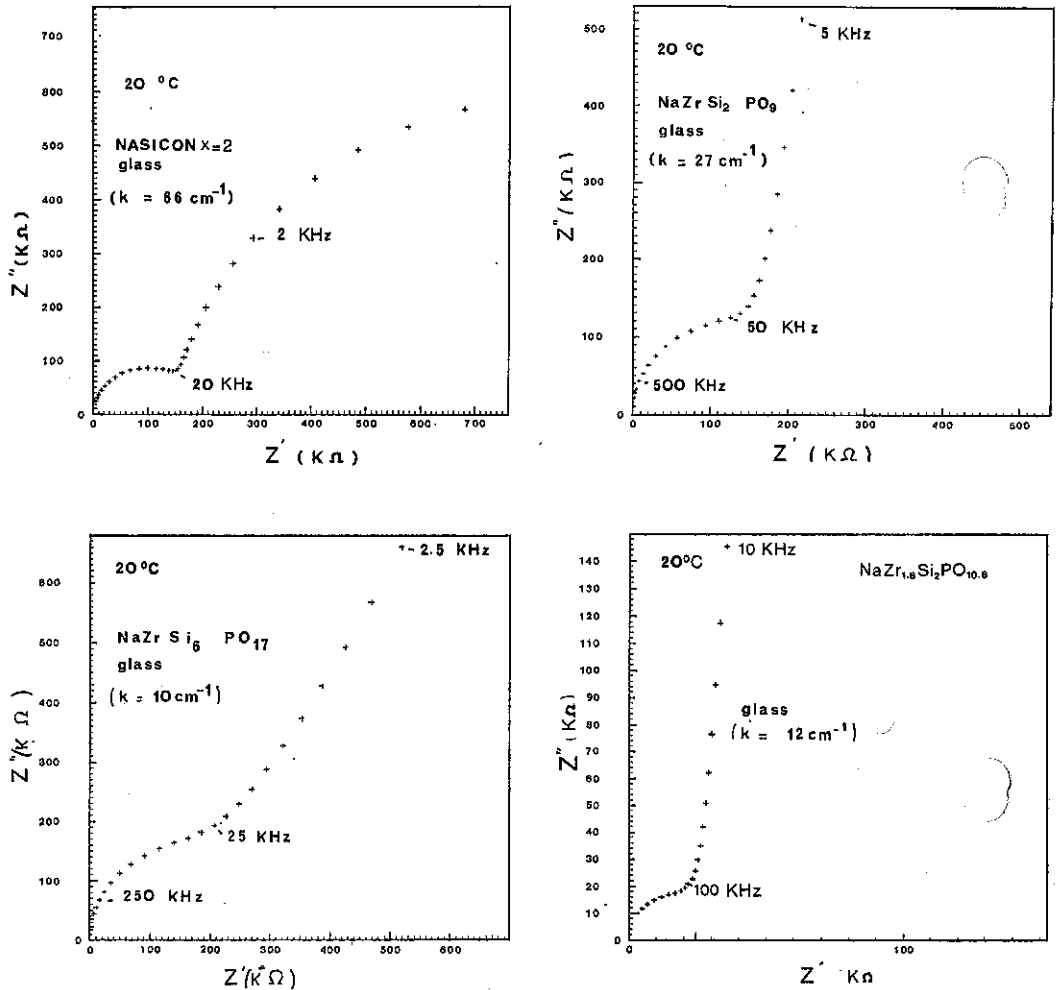 700
600
500
400
300
200
100
0
20 °C
NASICON x=2
glass
(k = 66 cm⁻¹)
2 KHz
20 KHz
Z" (KΩ)
0 100 200 300 400 500 600 700
Z' (KΩ)
500
400
300
200
100
0
5 KHz
20 °C
NaZrSi₂ PO₉
glass
(k = 27 cm⁻¹)
50 KHz
500 KHz
Z" (KΩ)
0 100 200 300 400 500
Z' (KΩ)
600
500
400
300
200
100
0
2.5 KHz
20°C
NaZr Si₆ PO₁₇
glass
(k = 10 cm⁻¹)
25 KHz
250 KHz
Z"(K Ω)
0 100 200 300 400 500 600
Z'(KΩ)
140
130
120
110
100
90
80
70
60
50
40
30
20
10
10 KHz
20°C
NaZr₁.₈Si₂PO₁₀.₆
glass
(k = 12 cm⁻¹)
100 KHz
Z" (KΩ)
0 100
Z' KΩ